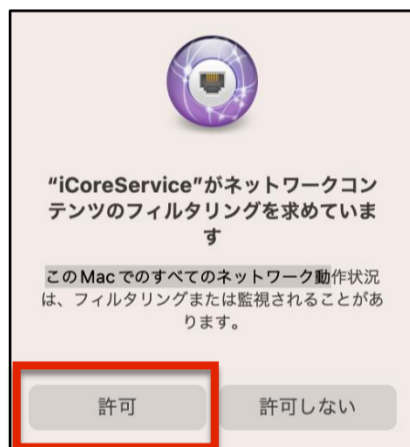 “iCoreService”がネットワークコン
テンツのフィルタリングを求めていま
す
このMacでのすべてのネットワーク動作状況
は、フィルタリングまたは監視されることがあ
ります。
許可
許可しない